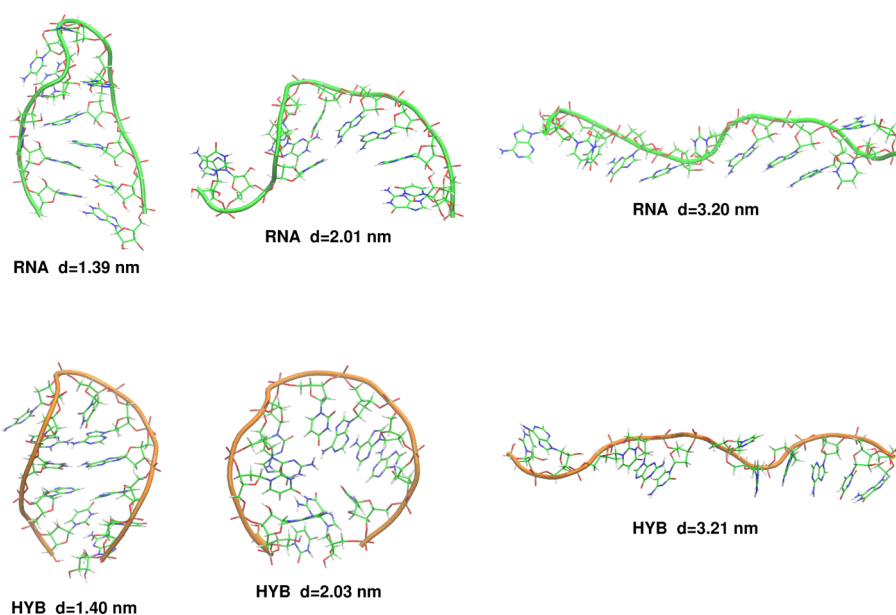 RNA d=1.39 nm
RNA d=2.01 nm
RNA d=3.20 nm
HYB d=1.40 nm
HYB d=2.03 nm
HYB d=3.21 nm